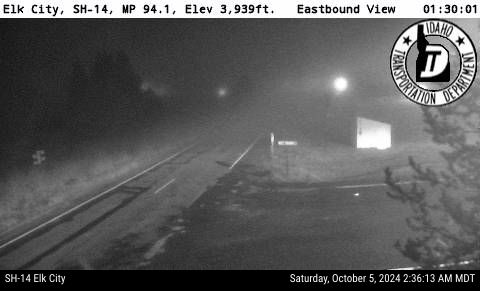 Elk City, SH-14, MP 94.1, Elev 3,939ft. Eastbound View 01:30:01
IDAHO
TRANSPORTATION DEPARTMENT
SH-14 Elk City Saturday, October 5, 2024 2:36:13 AM MDT